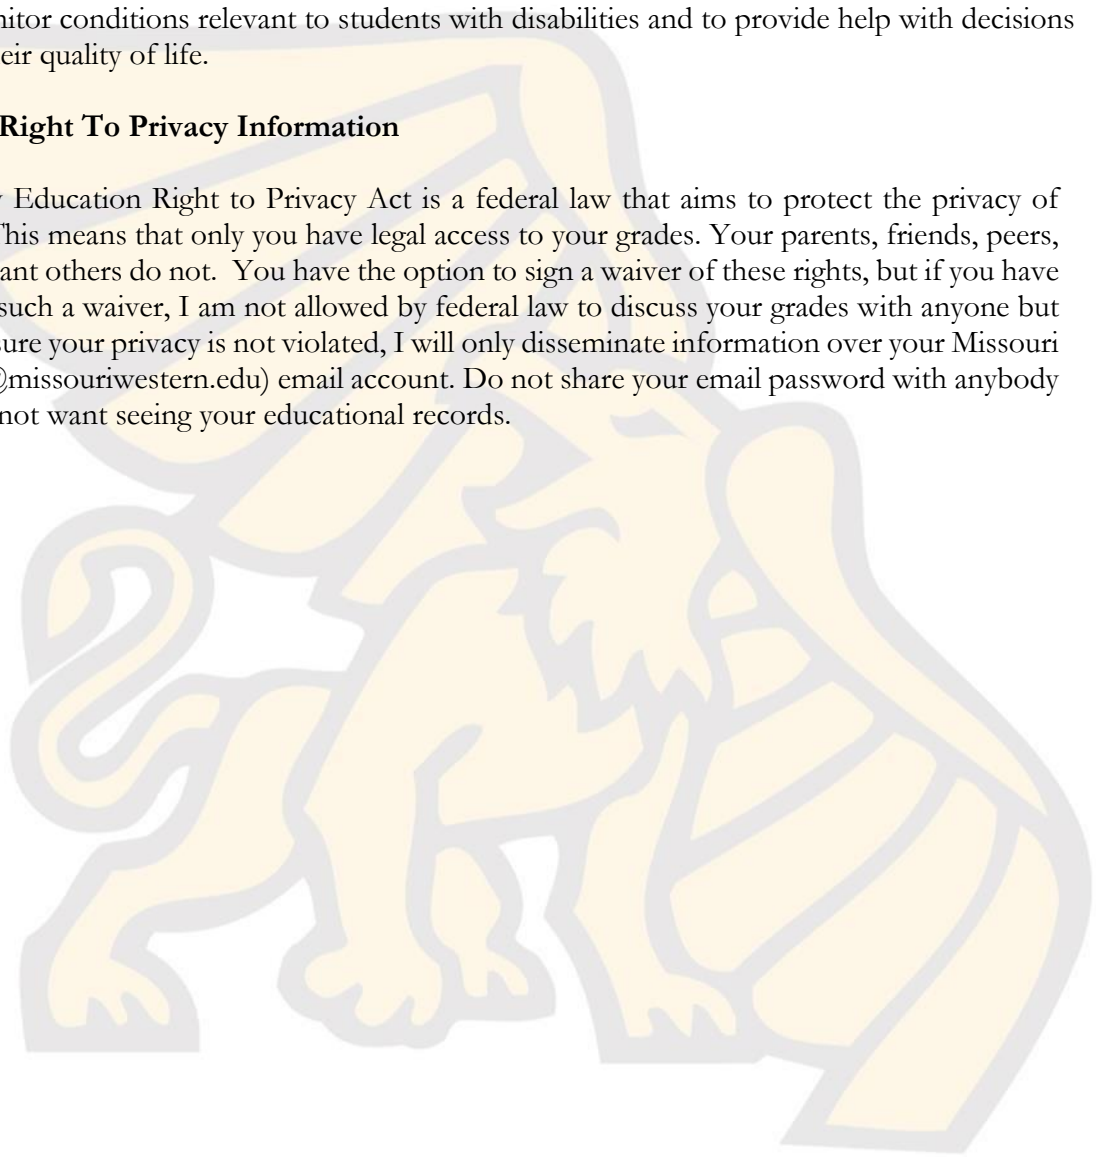 nitor conditions relevant to students with disabilities and to provide help with decisions
eir quality of life.
Right To Privacy Information
y Education Right to Privacy Act is a federal law that aims to protect the privacy of
This means that only you have legal access to your grades. Your parents, friends, peers,
ant others do not. You have the option to sign a waiver of these rights, but if you have
such a waiver, I am not allowed by federal law to discuss your grades with anyone but
sure your privacy is not violated, I will only disseminate information over your Missouri
@missouriwestern.edu) email account. Do not share your email password with anybody
not want seeing your educational records.